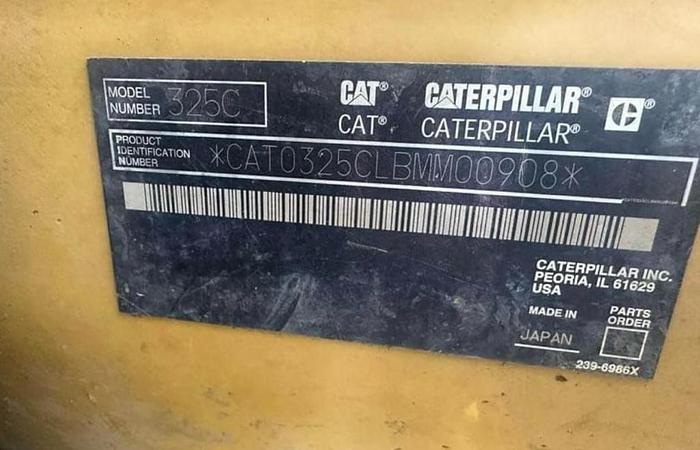 MODEL NUMBER 325C
CAT® CATERPILLAR® C®
CAT® CATERPILLAR®
PRODUCT
IDENTIFICATION
NUMBER
*CAT0325CLBMM00908*
CATERPILLAR INC.
PEORIA, IL 61629
USA
MADE IN
JAPAN
PARTS
ORDER
239-6986X